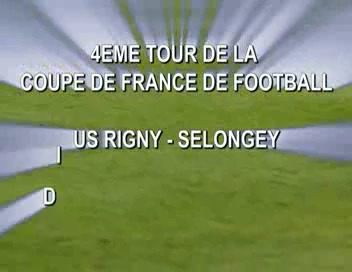 4EME TOUR DE LA
COUPE DE FRANCE DE FOOTBALL
US RIGNY - SELONGEY
I
D